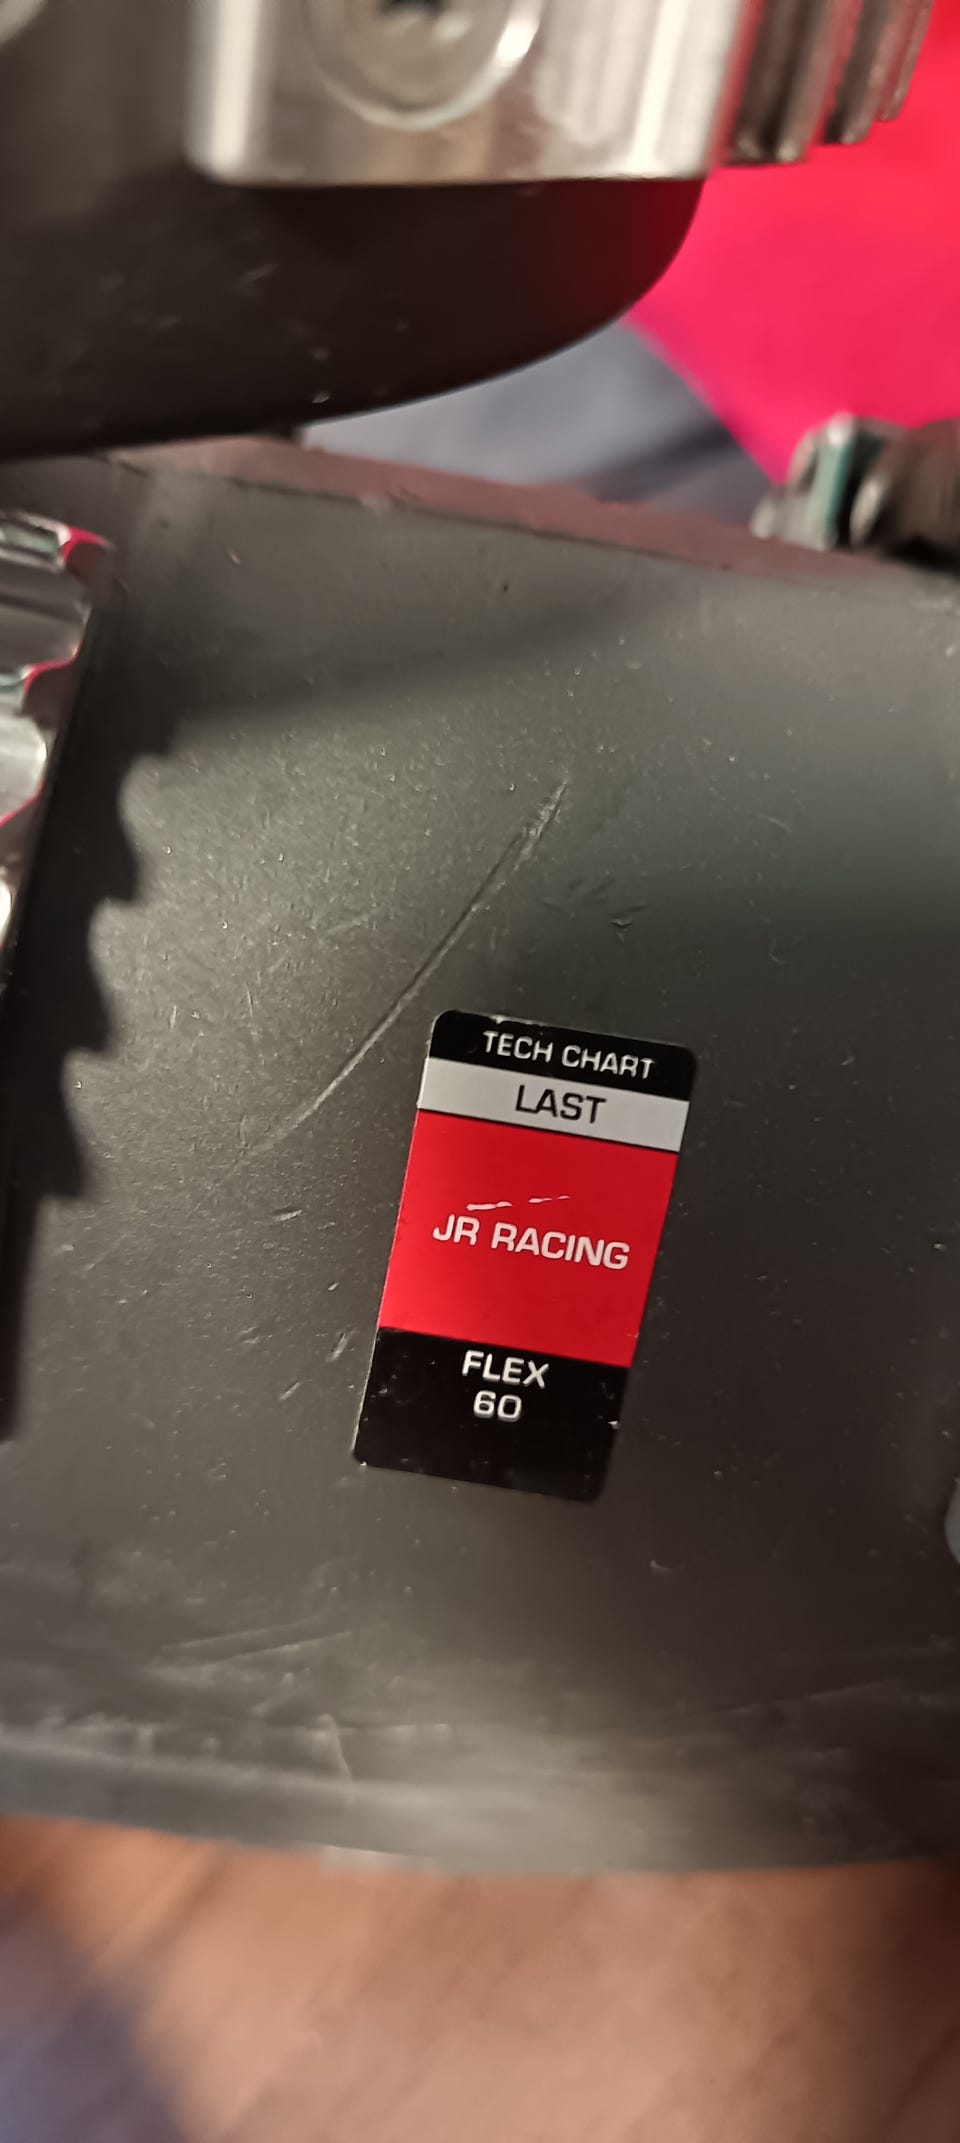 TECH CHART
LAST
JR RACING
FLEX
60